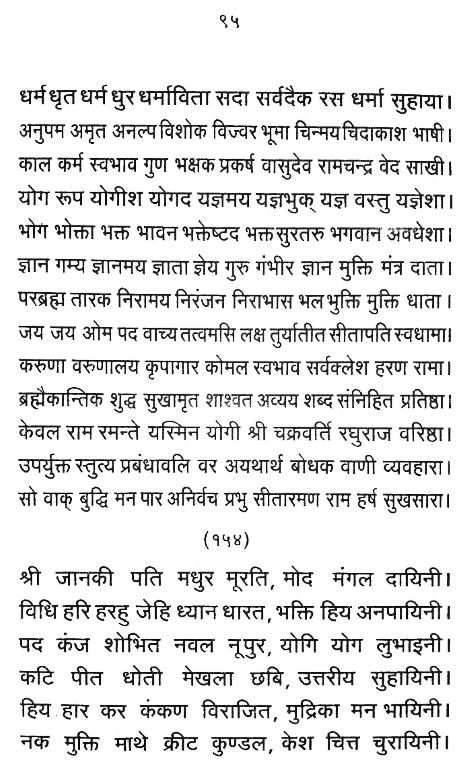 ९५
धर्म धृत धर्म धुर धर्माविता सदा सर्वदैक रस धर्मा सुहाया।
अनुपम अमृत अनल्प विशोक विज्वर भूमा चिन्मय चिदाकाश भाषी।
काल कर्म स्वभाव गुण भक्षक प्रकर्ष वासुदेव रामचन्द्र वेद साखी।
योग रूप योगीश योगद यज्ञमय यज्ञभुक् यज्ञ वस्तु यज्ञेशा।
भोग भोक्ता भक्त भावन भक्तेष्टद भक्त सुरतरु भगवान अवधेशा।
ज्ञान गम्य ज्ञानमय ज्ञाता ज्ञेय गुरु गंभीर ज्ञान मुक्ति मंत्र दाता।
परब्रह्म तारक निरामय निरंजन निराभास भल भुक्ति मुक्ति धाता।
जय जय ओम पद वाच्य तत्वमसि लक्ष तुर्यातीत सीतापति स्वधामा।
करुणा वरुणालय कृपागार कोमल स्वभाव सर्वक्लेश हरण रामा।
ब्रह्मैकान्तिक शुद्ध सुखामृत शाश्वत अव्यय शब्द संनिहित प्रतिष्ठा।
केवल राम रमन्ते यस्मिन योगी श्री चक्रवर्ति रघुराज वरिष्ठा।
उपर्युक्त स्तुत्य प्रबंधावलि वर अयथार्थ बोधक वाणी व्यवहारा।
सो वाक् बुद्धि मन पार अनिर्वच प्रभु सीतारमण राम हर्ष सुखसारा।
(१५४)
श्री जानकी पति मधुर मूरति, मोद मंगल दायिनी।
विधि हरि हरहु जेहि ध्यान धारत, भक्ति हिय अनपायिनी।
पद कंज शोभित नवल नूपुर, योगि योग लुभाइनी।
कटि पीत धोती मेखला छबि, उत्तरीय सुहायिनी।
हिय हार कर कंकण विराजित, मुद्रिका मन भायिनी।
नक मुक्ति माथे क्रीट कुण्डल, केश चित्त चुरायिनी।